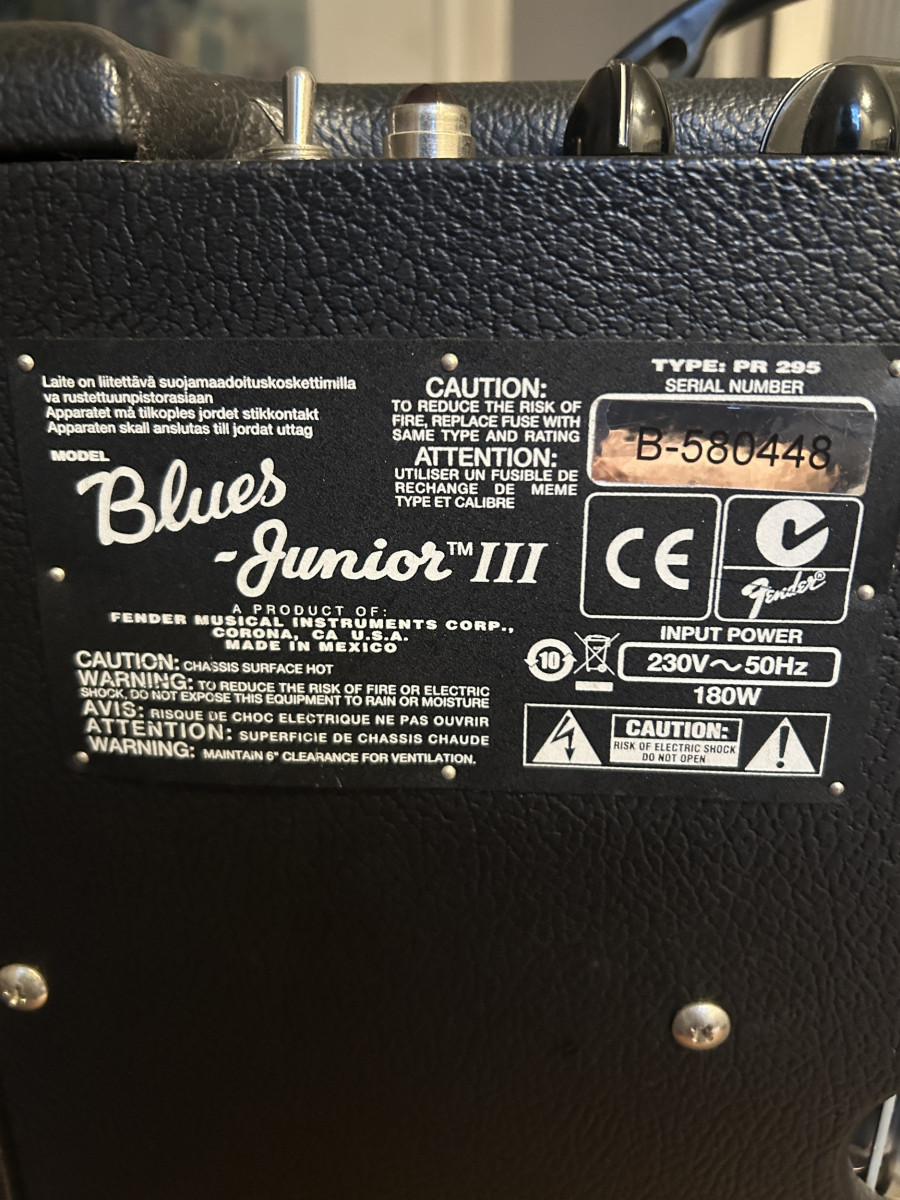 Laite on liitettävä suojamaadoituskoskettimilla
va rustettuunpistorasiaan
Apparatet må tilkoples jordet stikkontakt
Apparaten skall anslutas till jordat uttag
MODEL
Blues
-Junior™ III
A PRODUCT OF:
FENDER MUSICAL INSTRUMENTS CORP.,
CORONA, CA U.S.A.
MADE IN MEXICO
CAUTION: CHASSIS SURFACE HOT
WARNING: TO REDUCE THE RISK OF FIRE OR ELECTRIC
SHOCK, DO NOT EXPOSE THIS EQUIPMENT TO RAIN OR MOISTURE
AVIS: RISQUE DE CHOC ELECTRIQUE NE PAS OUVRIR
ATTENTION: SUPERFICIE DE CHASSIS CHAUDE
WARNING: MAINTAIN 6" CLEARANCE FOR VENTILATION.
CAUTION:
TO REDUCE THE RISK OF
FIRE, REPLACE FUSE WITH
SAME TYPE AND RATING
ATTENTION:
UTILISER UN FUSIBLE DE
RECHANGE DE MEME
TYPE ET CALIBRE
TYPE: PR 295
SERIAL NUMBER
B-580448
CE
Fender®
INPUT POWER
10
230V~50Hz
180W
CAUTION:
RISK OF ELECTRIC SHOCK
DO NOT OPEN